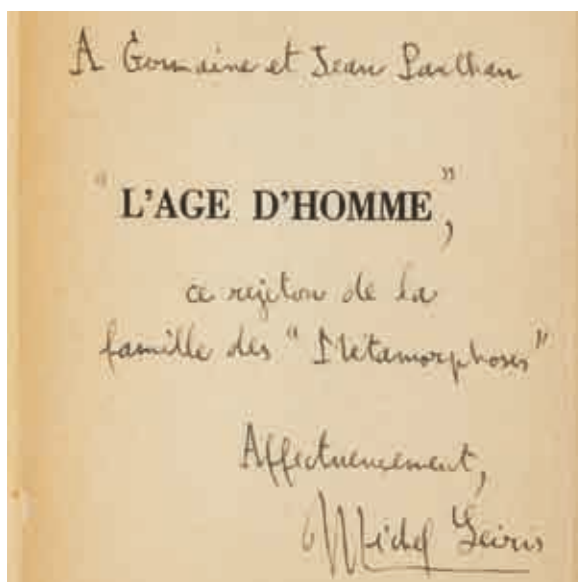 A Germaine et Jean Paulhan
"L'AGE D'HOMME",
ce rejeton de la
famille des "Métamorphoses"
Affectueusement,
Michel Leiris